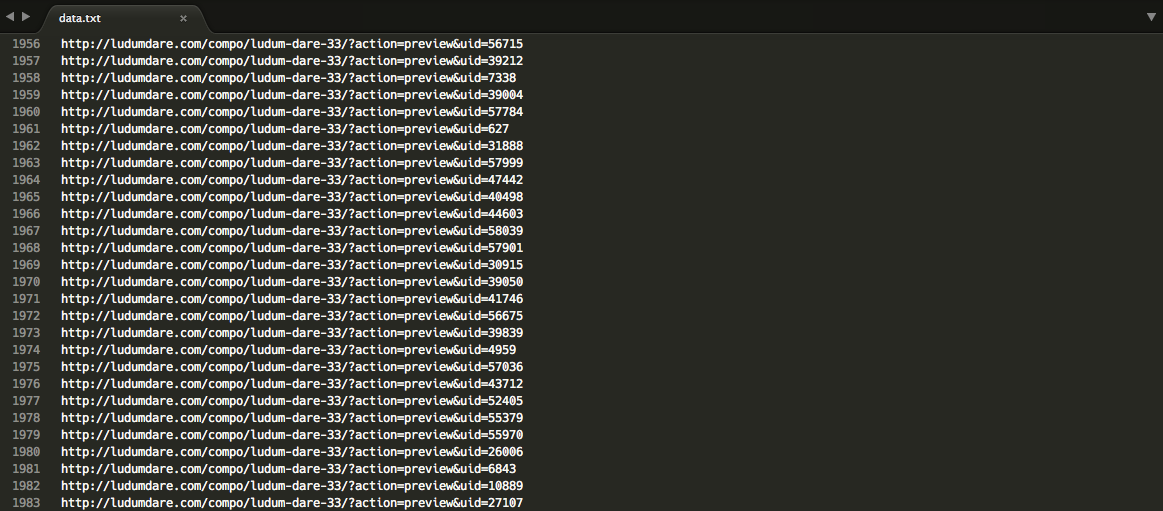 data.txt
1956 http://ludumdare.com/compo/ludum-dare-33/?action=preview&uid=56715
1957 http://ludumdare.com/compo/ludum-dare-33/?action=preview&uid=39212
1958 http://ludumdare.com/compo/ludum-dare-33/?action=preview&uid=7338
1959 http://ludumdare.com/compo/ludum-dare-33/?action=preview&uid=39004
1960 http://ludumdare.com/compo/ludum-dare-33/?action=preview&uid=57784
1961 http://ludumdare.com/compo/ludum-dare-33/?action=preview&uid=627
1962 http://ludumdare.com/compo/ludum-dare-33/?action=preview&uid=31888
1963 http://ludumdare.com/compo/ludum-dare-33/?action=preview&uid=57999
1964 http://ludumdare.com/compo/ludum-dare-33/?action=preview&uid=47442
1965 http://ludumdare.com/compo/ludum-dare-33/?action=preview&uid=40498
1966 http://ludumdare.com/compo/ludum-dare-33/?action=preview&uid=44603
1967 http://ludumdare.com/compo/ludum-dare-33/?action=preview&uid=58039
1968 http://ludumdare.com/compo/ludum-dare-33/?action=preview&uid=57901
1969 http://ludumdare.com/compo/ludum-dare-33/?action=preview&uid=30915
1970 http://ludumdare.com/compo/ludum-dare-33/?action=preview&uid=39050
1971 http://ludumdare.com/compo/ludum-dare-33/?action=preview&uid=41746
1972 http://ludumdare.com/compo/ludum-dare-33/?action=preview&uid=56675
1973 http://ludumdare.com/compo/ludum-dare-33/?action=preview&uid=39839
1974 http://ludumdare.com/compo/ludum-dare-33/?action=preview&uid=4959
1975 http://ludumdare.com/compo/ludum-dare-33/?action=preview&uid=57036
1976 http://ludumdare.com/compo/ludum-dare-33/?action=preview&uid=43712
1977 http://ludumdare.com/compo/ludum-dare-33/?action=preview&uid=52405
1978 http://ludumdare.com/compo/ludum-dare-33/?action=preview&uid=55379
1979 http://ludumdare.com/compo/ludum-dare-33/?action=preview&uid=55970
1980 http://ludumdare.com/compo/ludum-dare-33/?action=preview&uid=26006
1981 http://ludumdare.com/compo/ludum-dare-33/?action=preview&uid=6843
1982 http://ludumdare.com/compo/ludum-dare-33/?action=preview&uid=10889
1983 http://ludumdare.com/compo/ludum-dare-33/?action=preview&uid=27107